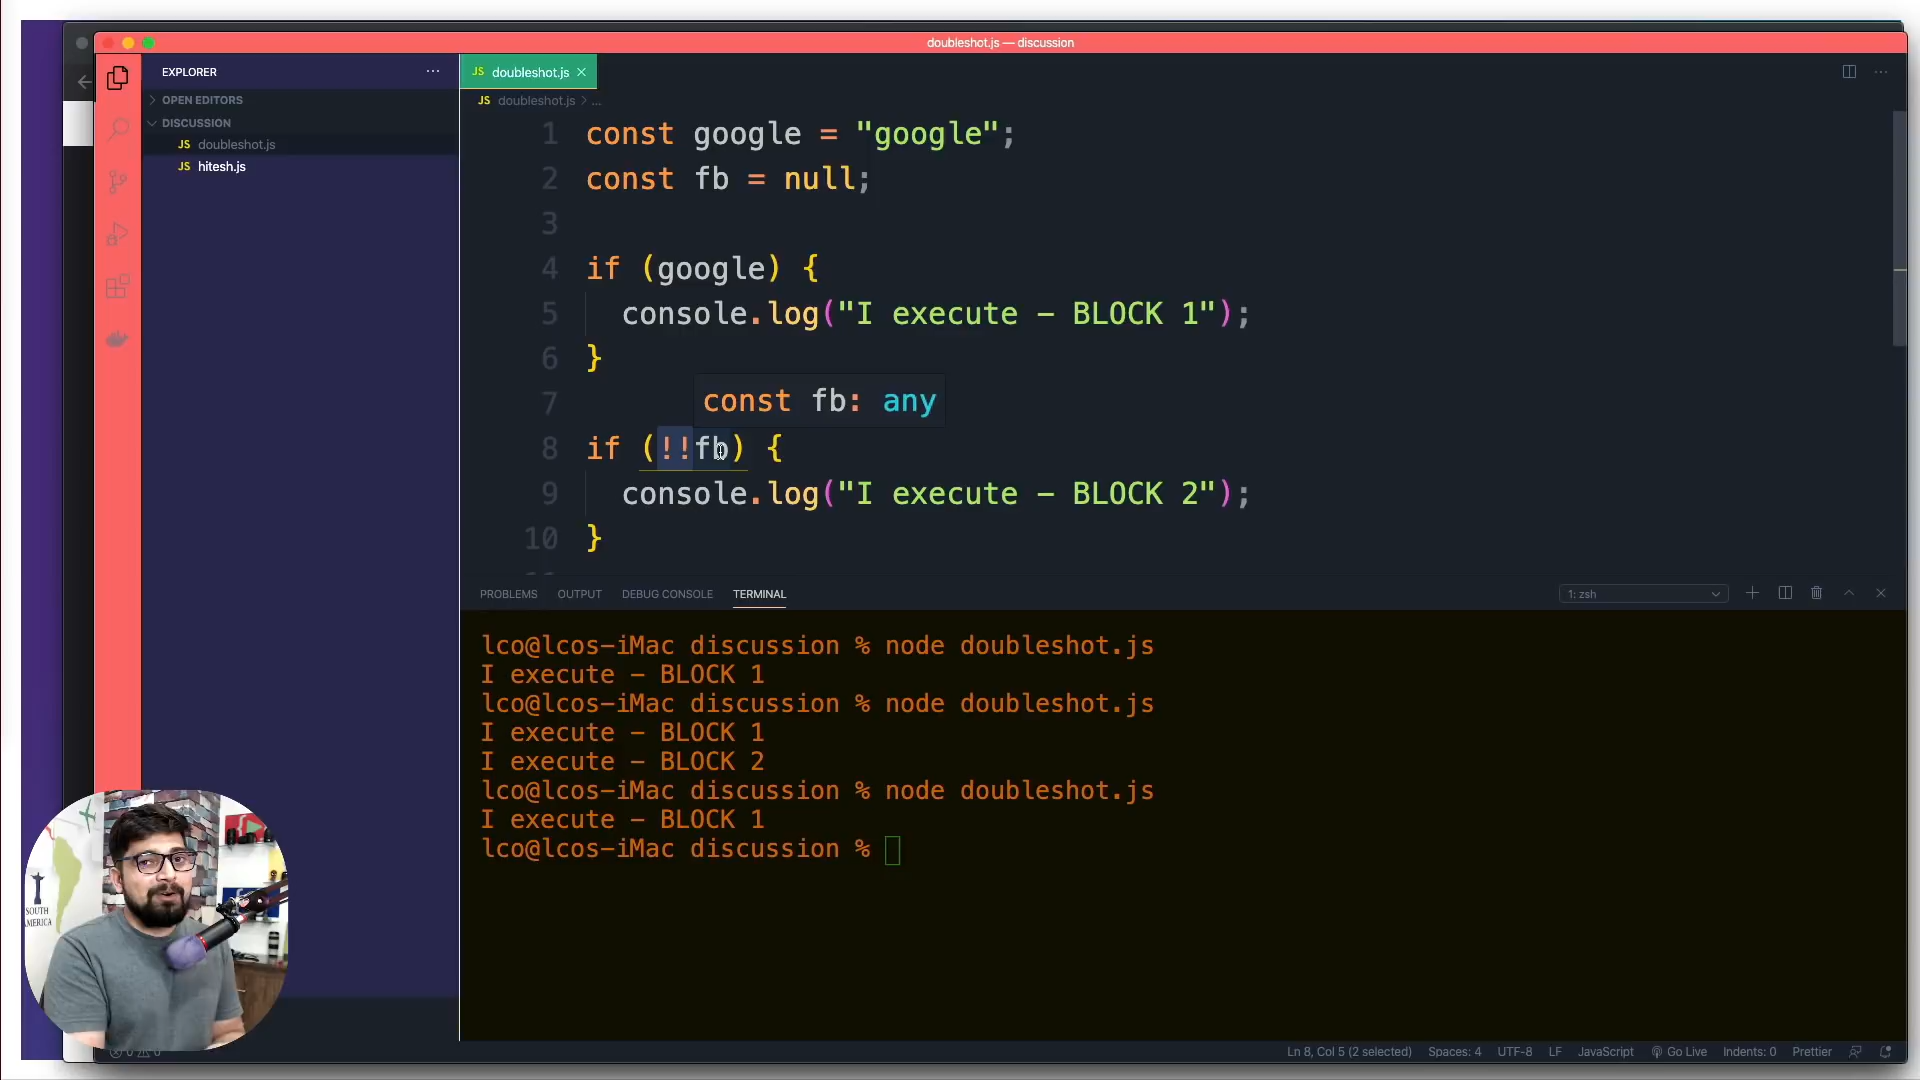 doubleshot.js — discussion
EXPLORER
OPEN EDITORS
DISCUSSION
JS doubleshot.js
JS hitesh.js
JS doubleshot.js
JS doubleshot.js > ...
1 const google = "google";
2 const fb = null;
3
4 if (google) {
5 console.log("I execute - BLOCK 1");
6 }
7
const fb: any
8 if (!!fb) {
9 console.log("I execute - BLOCK 2");
10 }
PROBLEMS OUTPUT DEBUG CONSOLE TERMINAL
1: zsh
lco@lcos-iMac discussion % node doubleshot.js
I execute - BLOCK 1
lco@lcos-iMac discussion % node doubleshot.js
I execute - BLOCK 1
I execute - BLOCK 2
lco@lcos-iMac discussion % node doubleshot.js
I execute - BLOCK 1
lco@lcos-iMac discussion %
SOUTH
AMERICA
Ln 8, Col 5 (2 selected) Spaces: 4 UTF-8 LF JavaScript Go Live Indents: 0 Prettier